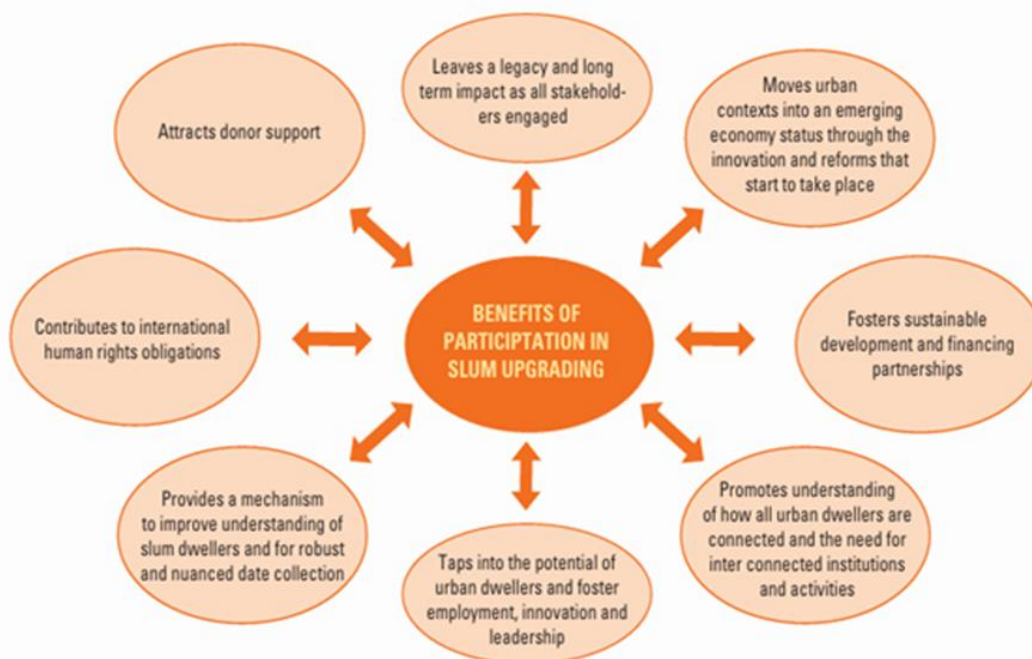 Attracts donor support
Leaves a legacy and long
term impact as all stakehold-
ers engaged
Moves urban
contexts into an emerging
economy status through the
innovation and reforms that
start to take place
Contributes to international
human rights obligations
BENEFITS OF
PARTICIPTATION IN
SLUM UPGRADING
Fosters sustainable
development and financing
partnerships
Provides a mechanism
to improve understanding of
slum dwellers and for robust
and nuanced date collection
Taps into the potential of
urban dwellers and foster
employment, innovation and
leadership
Promotes understanding
of how all urban dwellers are
connected and the need for
inter connected institutions
and activities